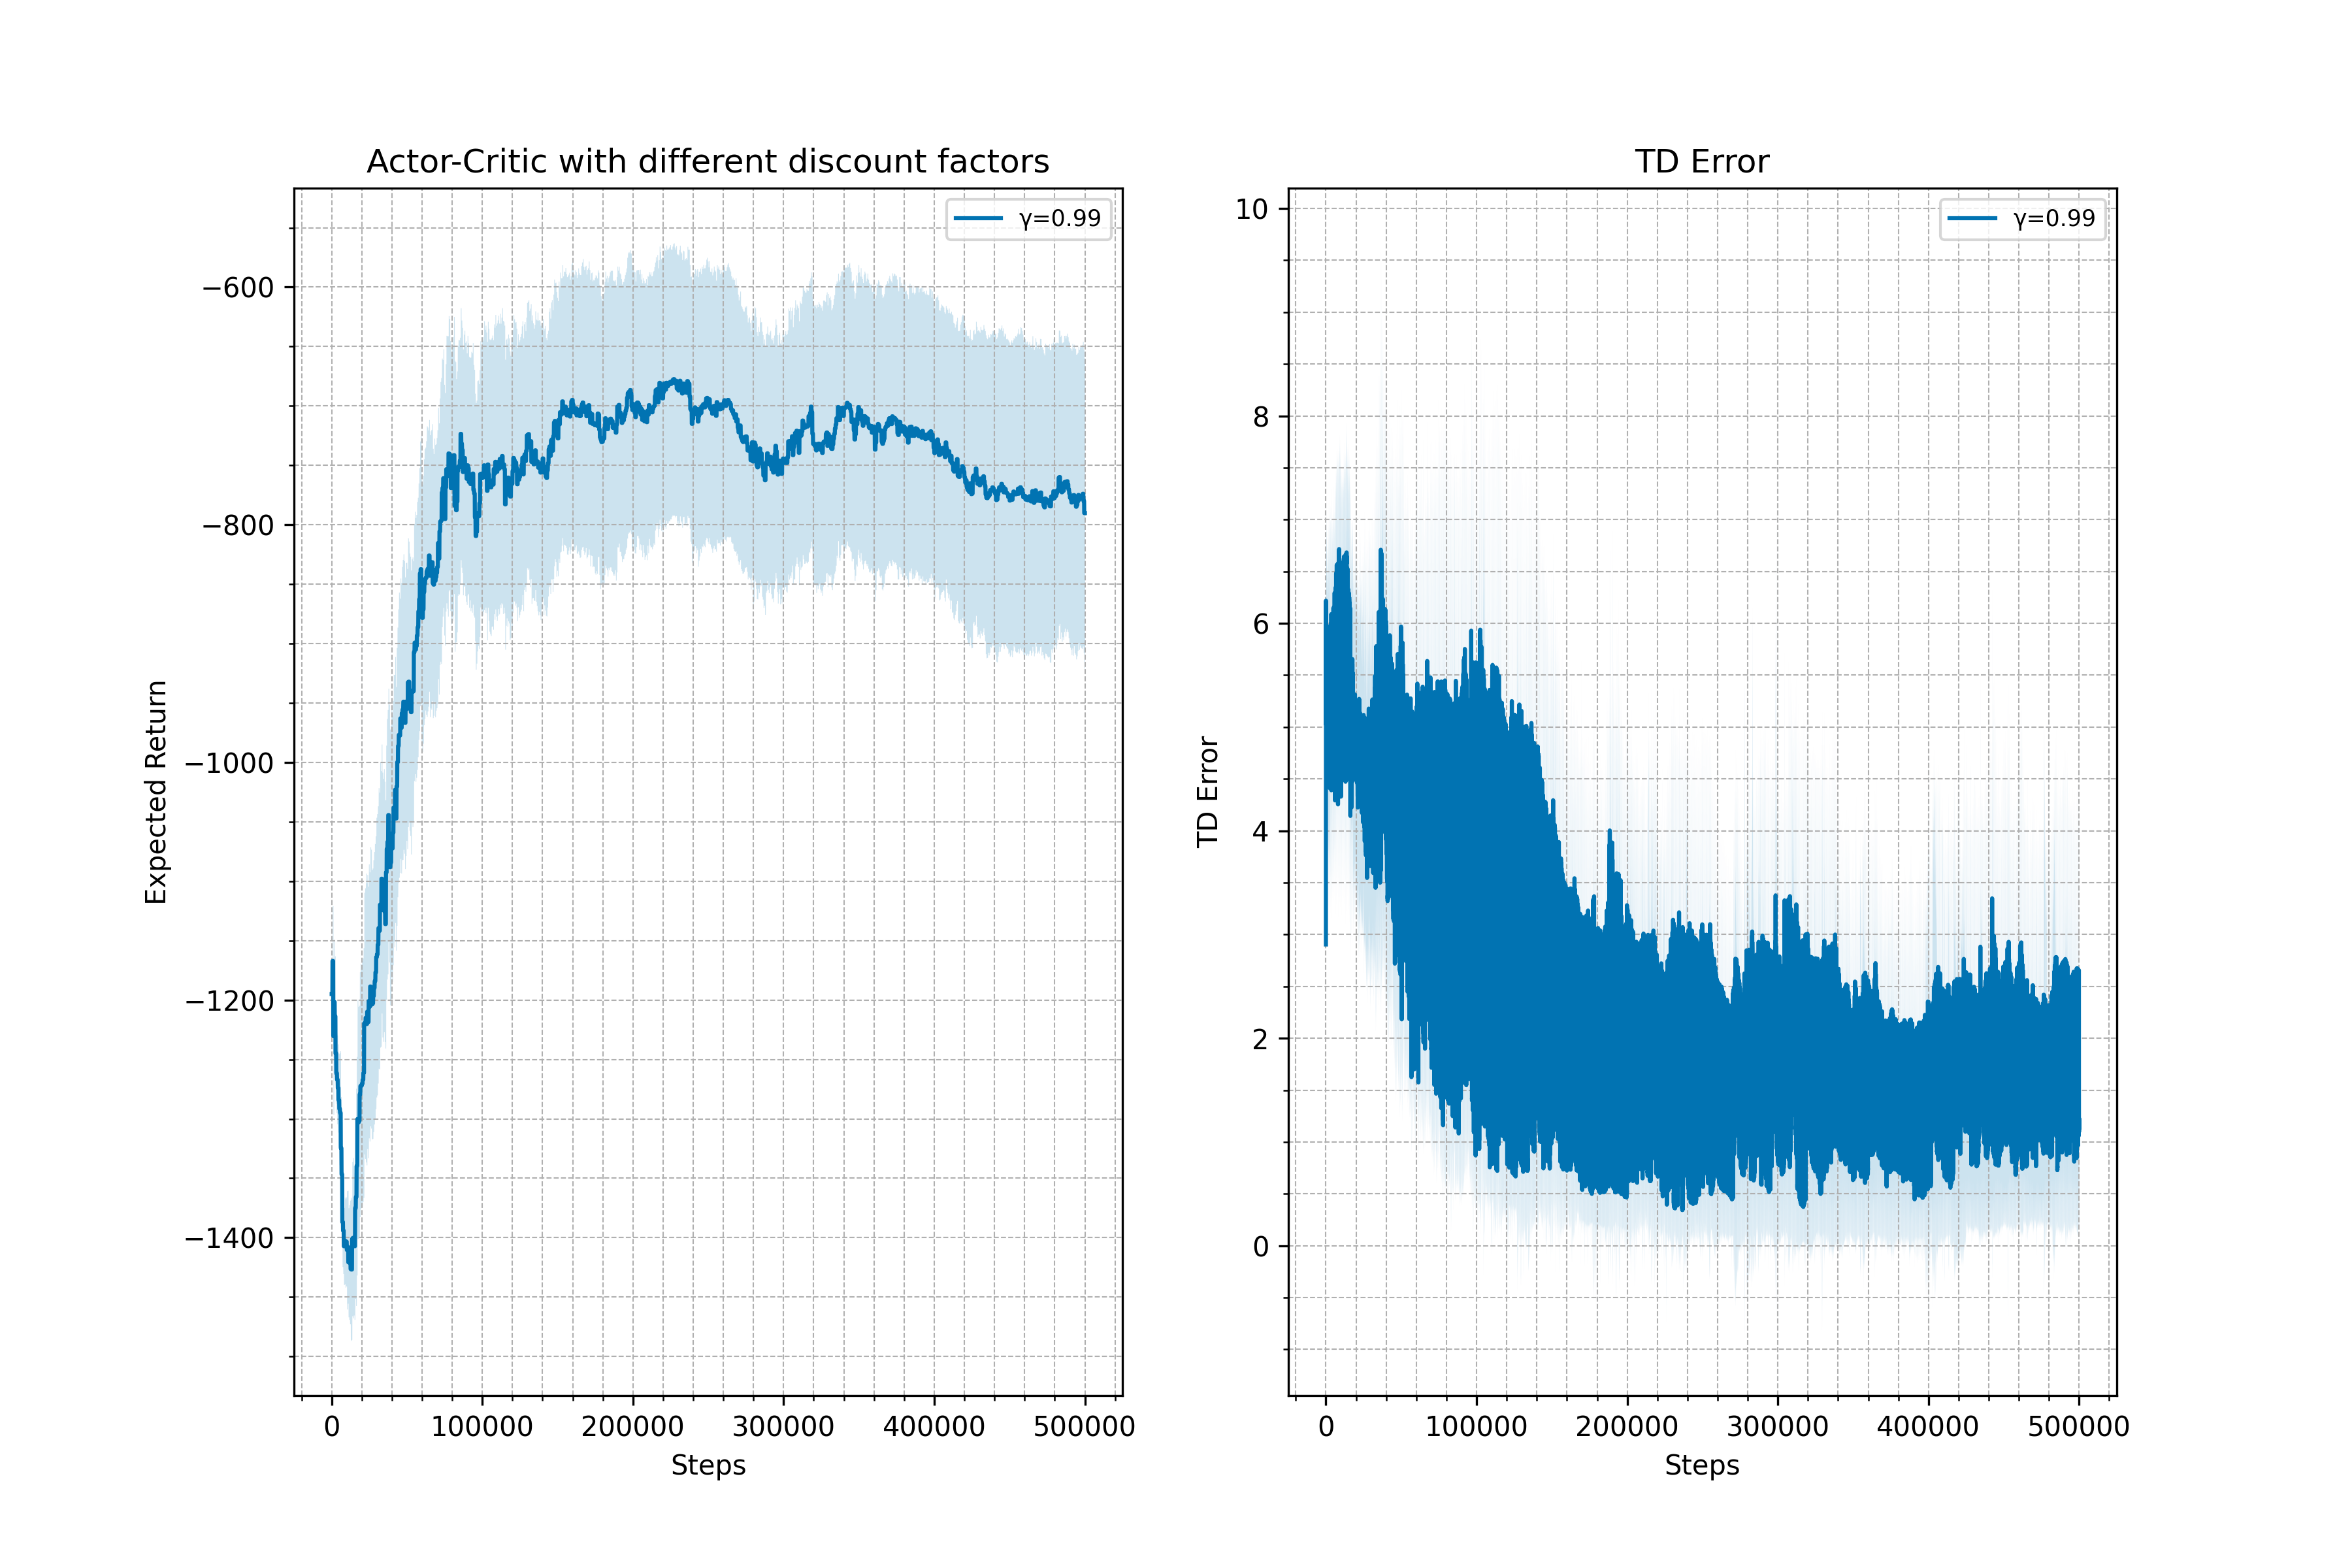 Actor-Critic with different discount factors
γ=0.99
−600
−800
−1000
−1200
−1400
Expected Return
0
100000
200000
300000
400000
500000
Steps
TD Error
γ=0.99
10
8
6
4
2
0
TD Error
0
100000
200000
300000
400000
500000
Steps